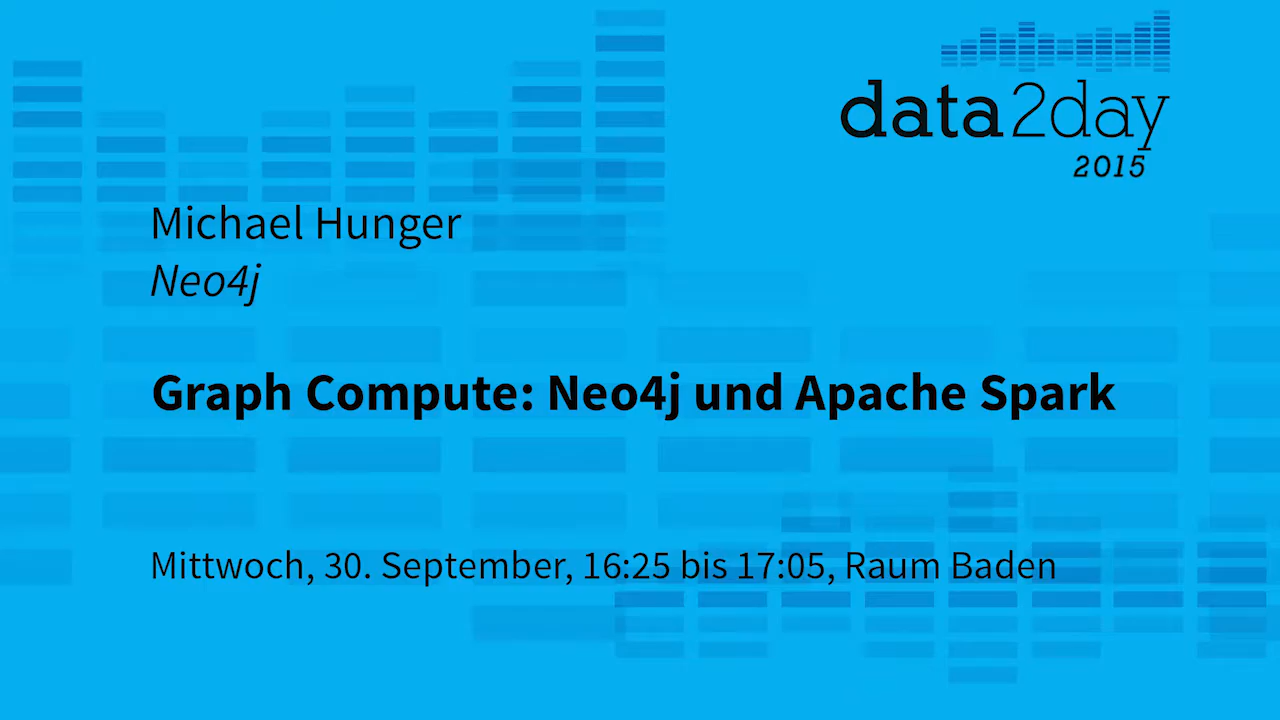 data2day
2015
Michael Hunger
Neo4j
Graph Compute: Neo4j und Apache Spark
Mittwoch, 30. September, 16:25 bis 17:05, Raum Baden